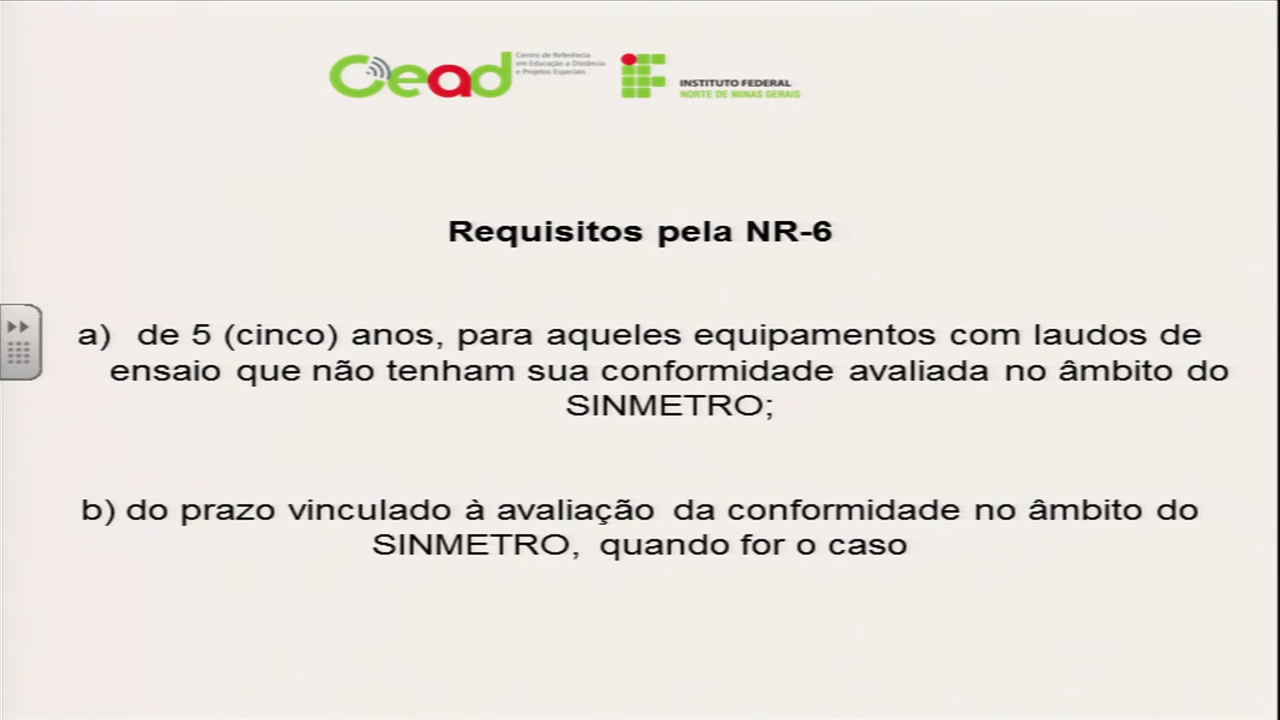 Cead
Centro de Referência
em Educação a Distância
e Projetos Especiais
INSTITUTO FEDERAL
NORTE DE MINAS GERAIS
Requisitos pela NR-6
a) de 5 (cinco) anos, para aqueles equipamentos com laudos de
ensaio que não tenham sua conformidade avaliada no âmbito do
SINMETRO;
b) do prazo vinculado à avaliação da conformidade no âmbito do
SINMETRO, quando for o caso